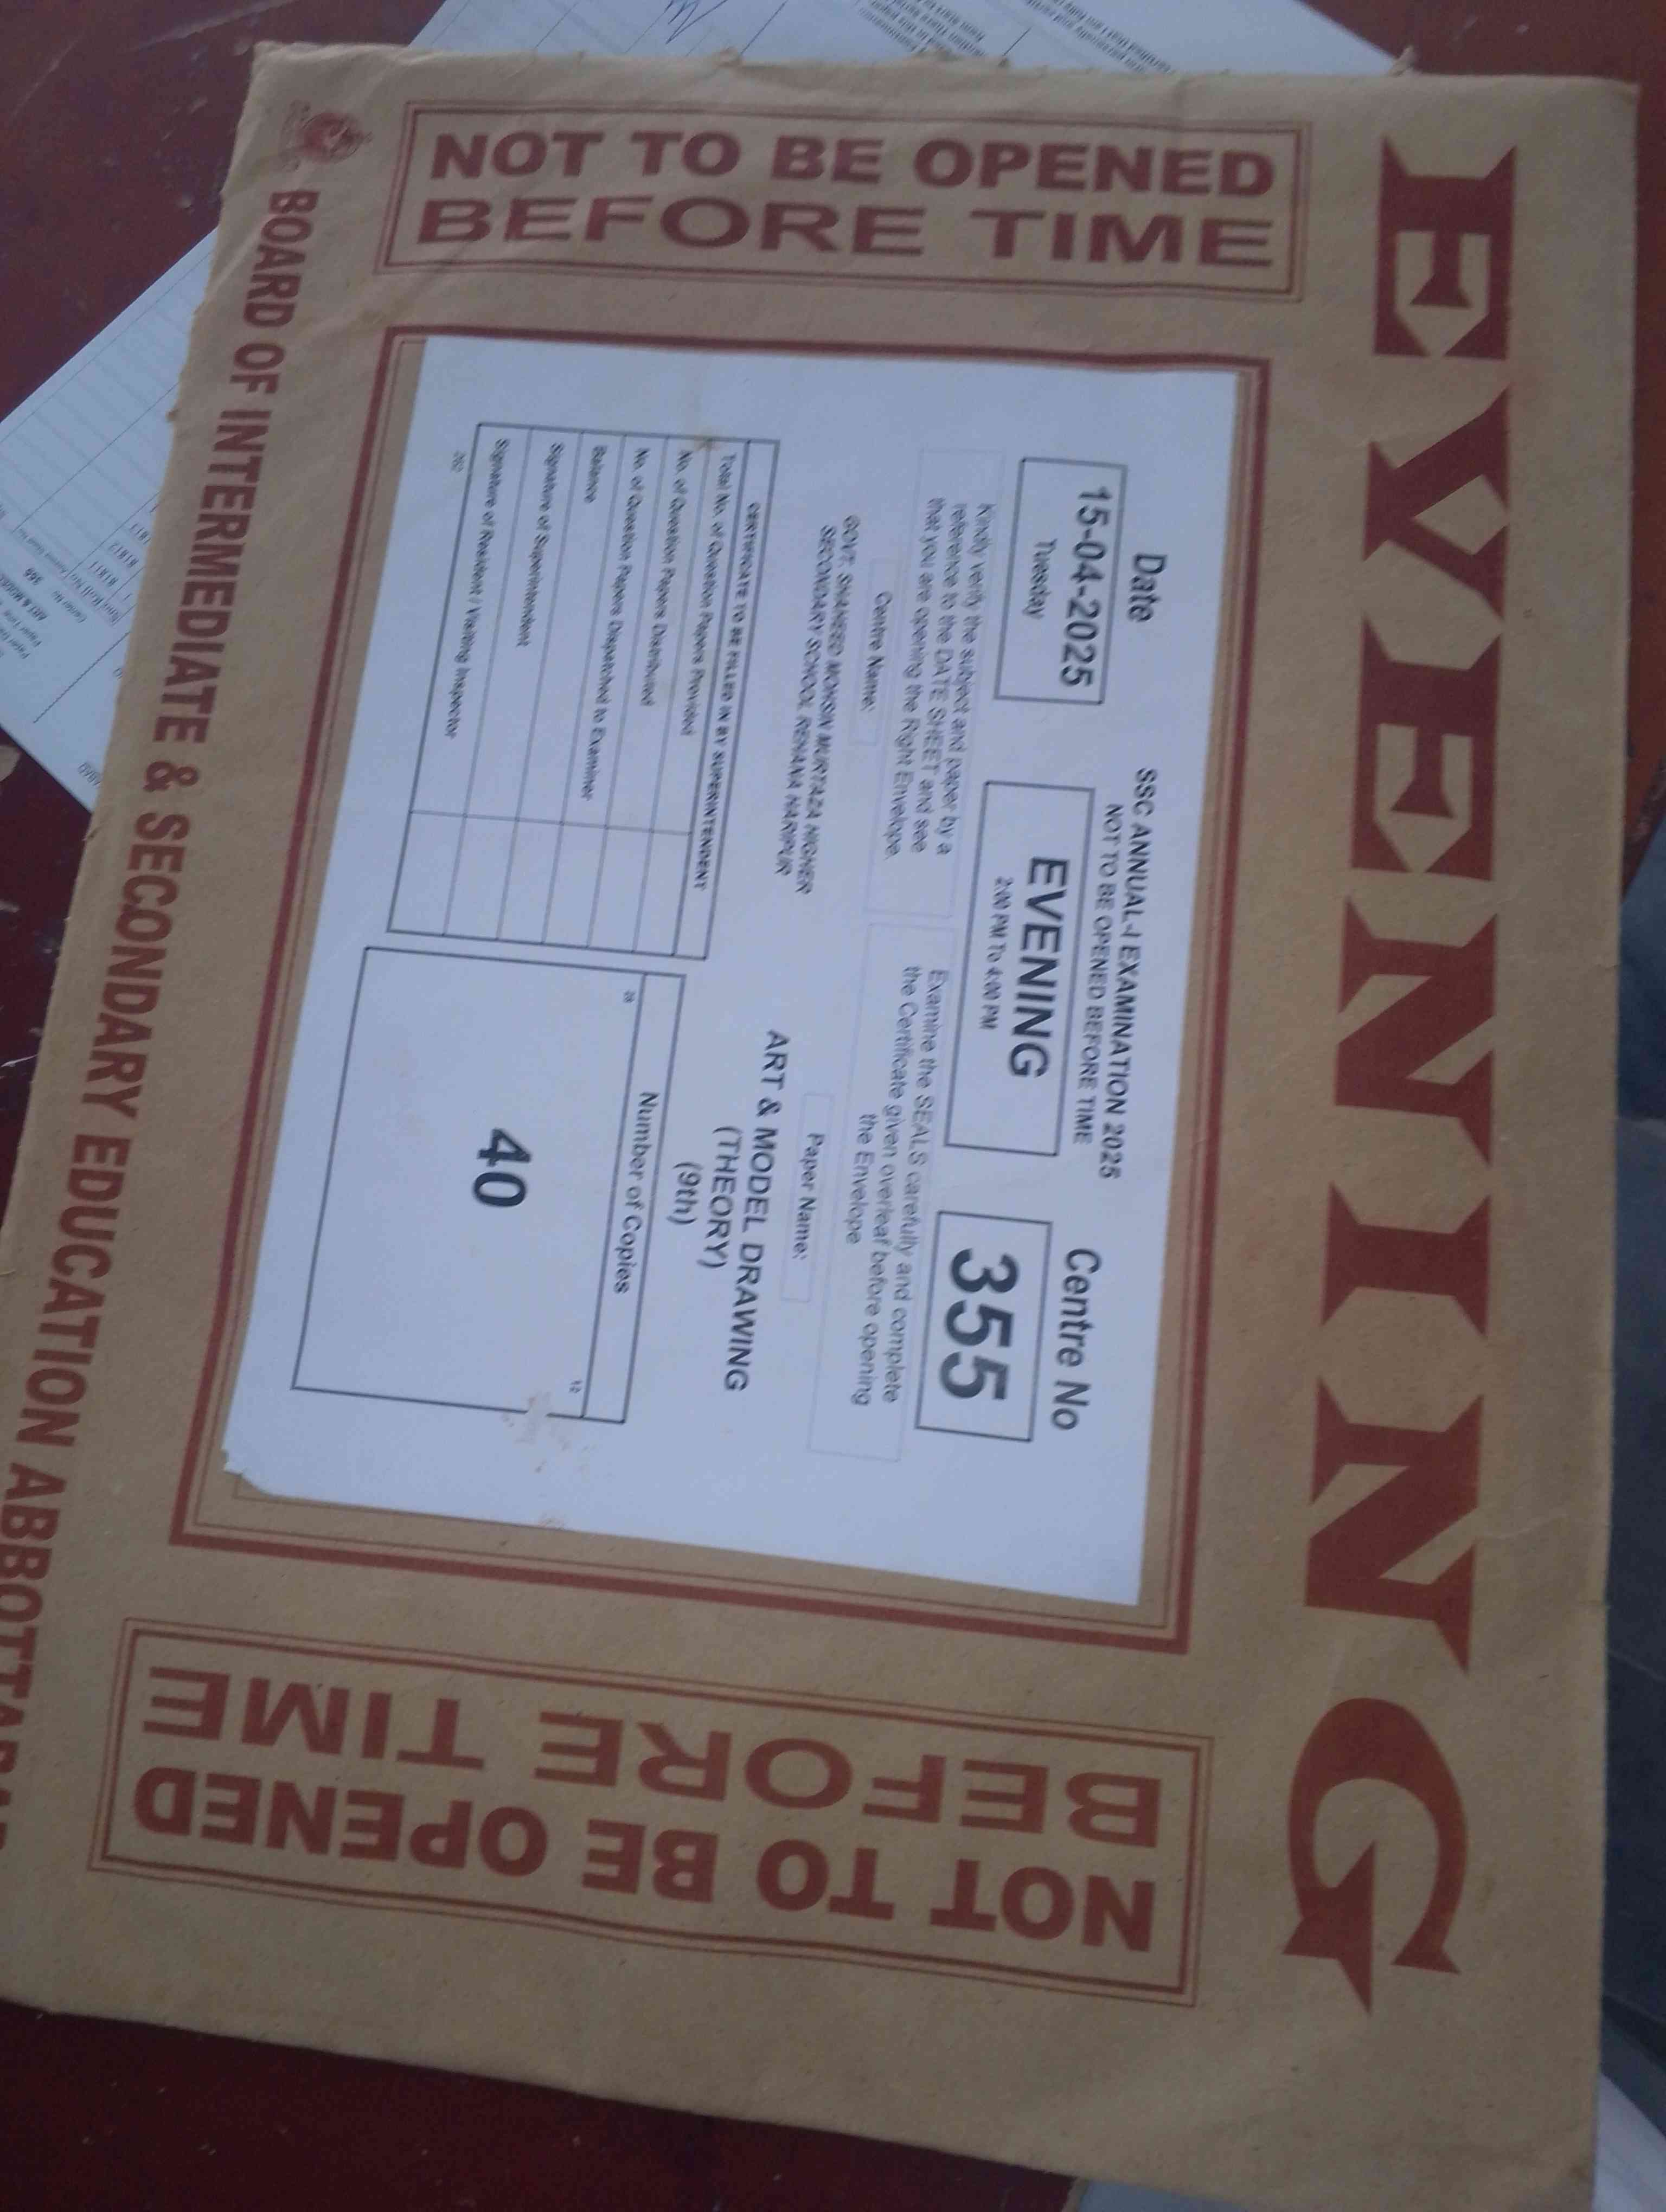 EVENING
NOT TO BE OPENED
BEFORE TIME
Date
15-04-2025
Tuesday
SSC ANNUAL-I EXAMINATION 2025
NOT TO BE OPENED BEFORE TIME
EVENING
2:00 PM To 4:00 PM
Centre No
355
Kindly verify the subject and paper by a
reference to the DATE SHEET and see
that you are opening the Right Envelope.
Examine the SEALS carefully and complete
the Certificate given overleaf before opening
the Envelope
Centre Name:
GOVT. SHAHEED MOHSIN MURTAZA HIGHER
SECONDARY SCHOOL REHANA HARIPUR
Paper Name:
ART & MODEL DRAWING
(THEORY)
(9th)
CERTIFICATE TO BE FILLED IN BY SUPERINTENDENT
Total No. of Question Papers Provided
No. of Question Papers Distributed
No. of Question Papers Dispatched to Examiner
Balance
Signature of Superintendent
Signature of Resident / Visiting Inspector
Number of Copies
40
NOT TO BE OPENED
BEFORE TIME
BOARD OF INTERMEDIATE & SECONDARY EDUCATION ABBOTTABAD